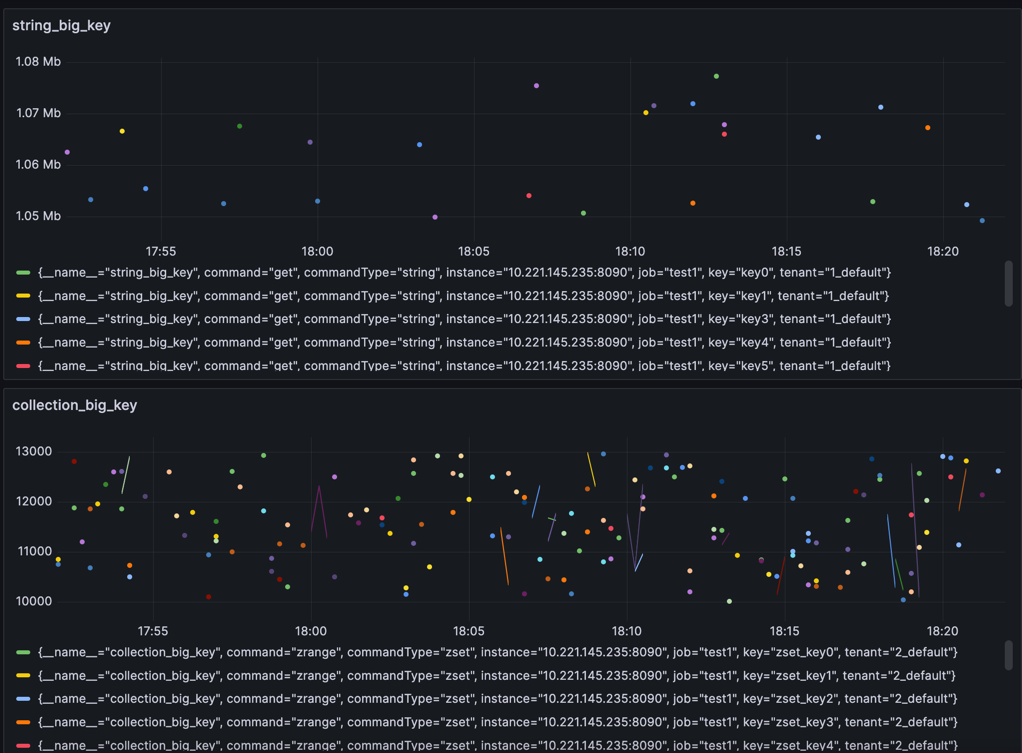 string_big_key
1.08 Mb
1.07 Mb
1.06 Mb
1.05 Mb
17:55 18:00 18:05 18:10 18:15 18:20
{__name__="string_big_key", command="get", commandType="string", instance="10.221.145.235:8090", job="test1", key="key0", tenant="1_default"}
{__name__="string_big_key", command="get", commandType="string", instance="10.221.145.235:8090", job="test1", key="key1", tenant="1_default"}
{__name__="string_big_key", command="get", commandType="string", instance="10.221.145.235:8090", job="test1", key="key3", tenant="1_default"}
{__name__="string_big_key", command="get", commandType="string", instance="10.221.145.235:8090", job="test1", key="key4", tenant="1_default"}
{__name__="string_big_key", command="get", commandType="string", instance="10.221.145.235:8090", job="test1", key="key5", tenant="1_default"}
collection_big_key
13000
12000
11000
10000
17:55 18:00 18:05 18:10 18:15 18:20
{__name__="collection_big_key", command="zrange", commandType="zset", instance="10.221.145.235:8090", job="test1", key="zset_key0", tenant="2_default"}
{__name__="collection_big_key", command="zrange", commandType="zset", instance="10.221.145.235:8090", job="test1", key="zset_key1", tenant="2_default"}
{__name__="collection_big_key", command="zrange", commandType="zset", instance="10.221.145.235:8090", job="test1", key="zset_key2", tenant="2_default"}
{__name__="collection_big_key", command="zrange", commandType="zset", instance="10.221.145.235:8090", job="test1", key="zset_key3", tenant="2_default"}
{__name__="collection_big_key", command="zrange", commandType="zset", instance="10.221.145.235:8090", job="test1", key="zset_key4", tenant="2_default"}